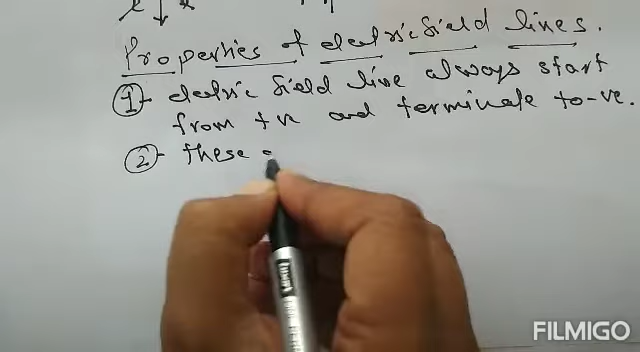 Properties of electric field lines.
1 - electric field line always start
from +ve and terminate to -ve.
2 - these
FILMIGO